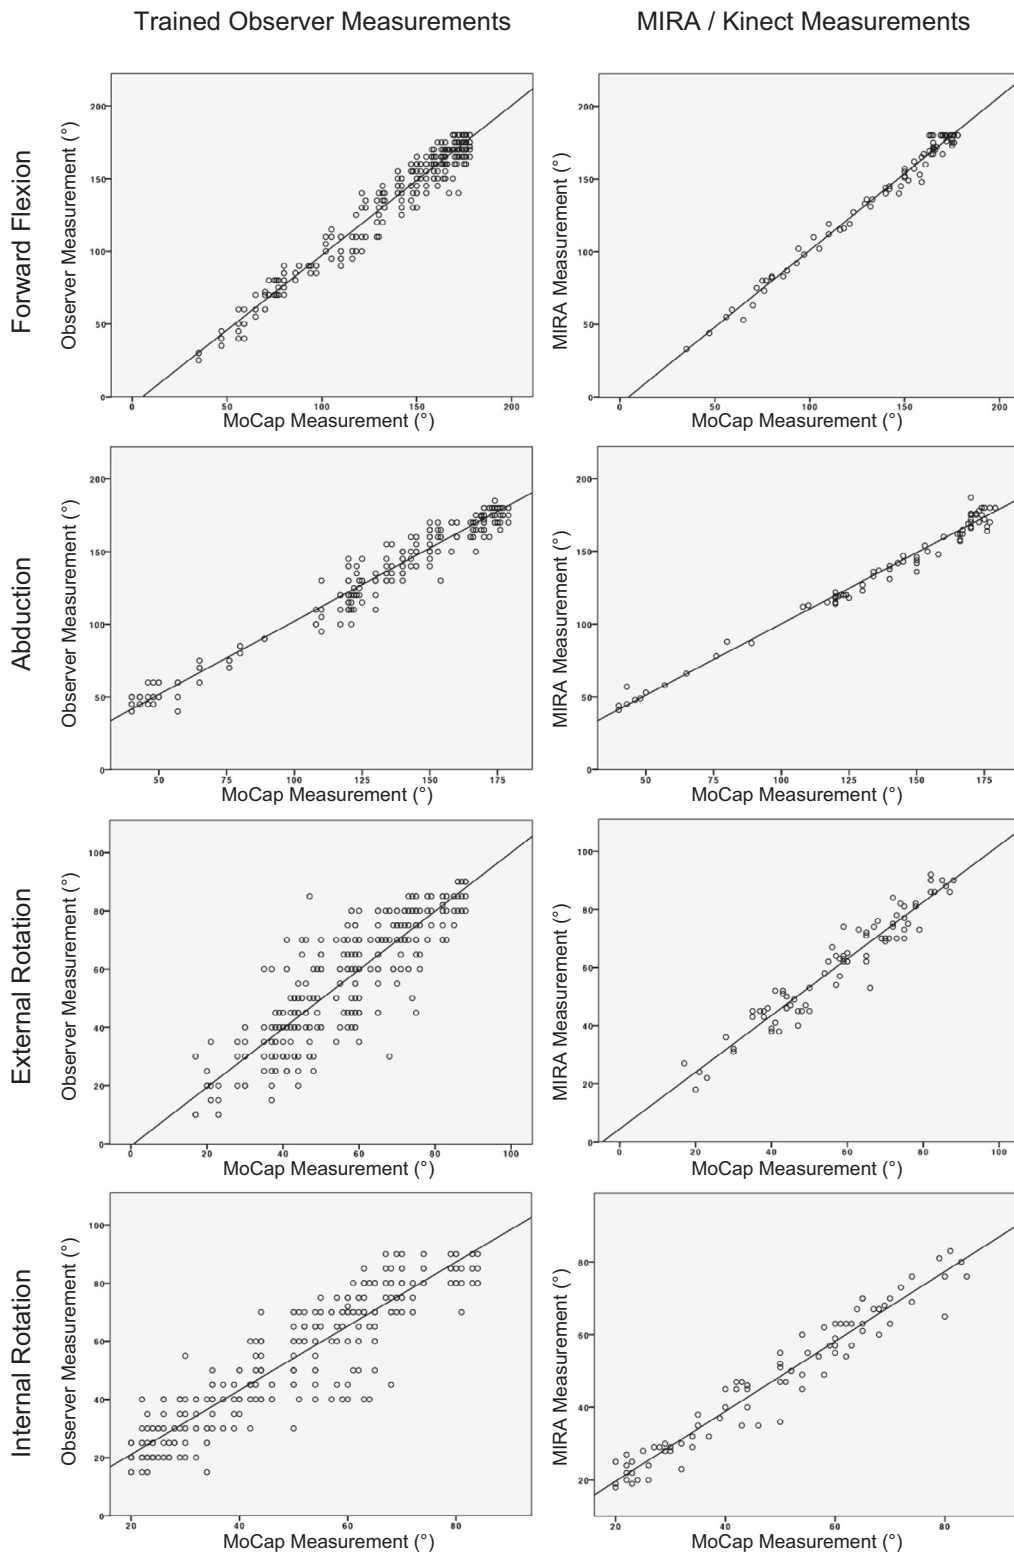 Trained Observer Measurements
MIRA / Kinect Measurements
Forward Flexion
Observer Measurement (°)
200
150
100
50
0
0 50 100 150 200
MoCap Measurement (°)
MIRA Measurement (°)
200
150
100
50
0
0 50 100 150 200
MoCap Measurement (°)
Abduction
Observer Measurement (°)
200
150
100
50
0
50 75 100 125 150 175
MoCap Measurement (°)
MIRA Measurement (°)
200
150
100
50
0
50 75 100 125 150 175
MoCap Measurement (°)
External Rotation
Observer Measurement (°)
100
80
60
40
20
0
0 20 40 60 80 100
MoCap Measurement (°)
MIRA Measurement (°)
100
80
60
40
20
0
0 20 40 60 80 100
MoCap Measurement (°)
Internal Rotation
Observer Measurement (°)
100
80
60
40
20
0
20 40 60 80
MoCap Measurement (°)
MIRA Measurement (°)
80
60
40
20
20 40 60 80
MoCap Measurement (°)